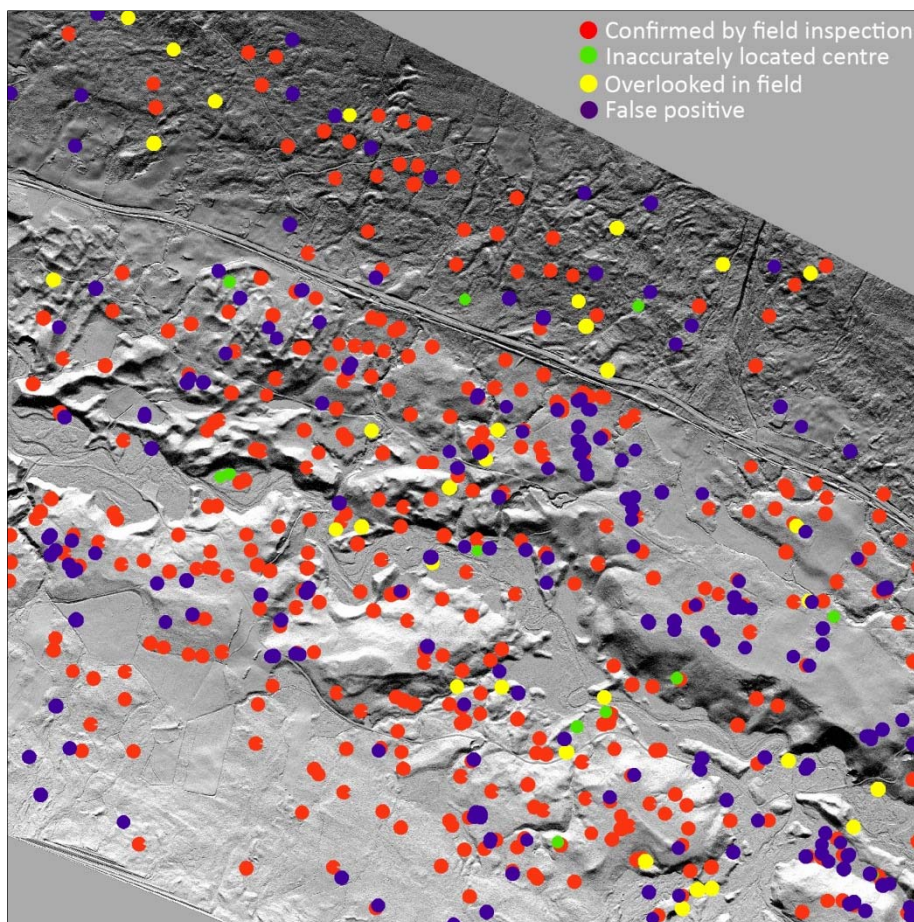 Confirmed by field inspection
Inaccurately located centre
Overlooked in field
False positive